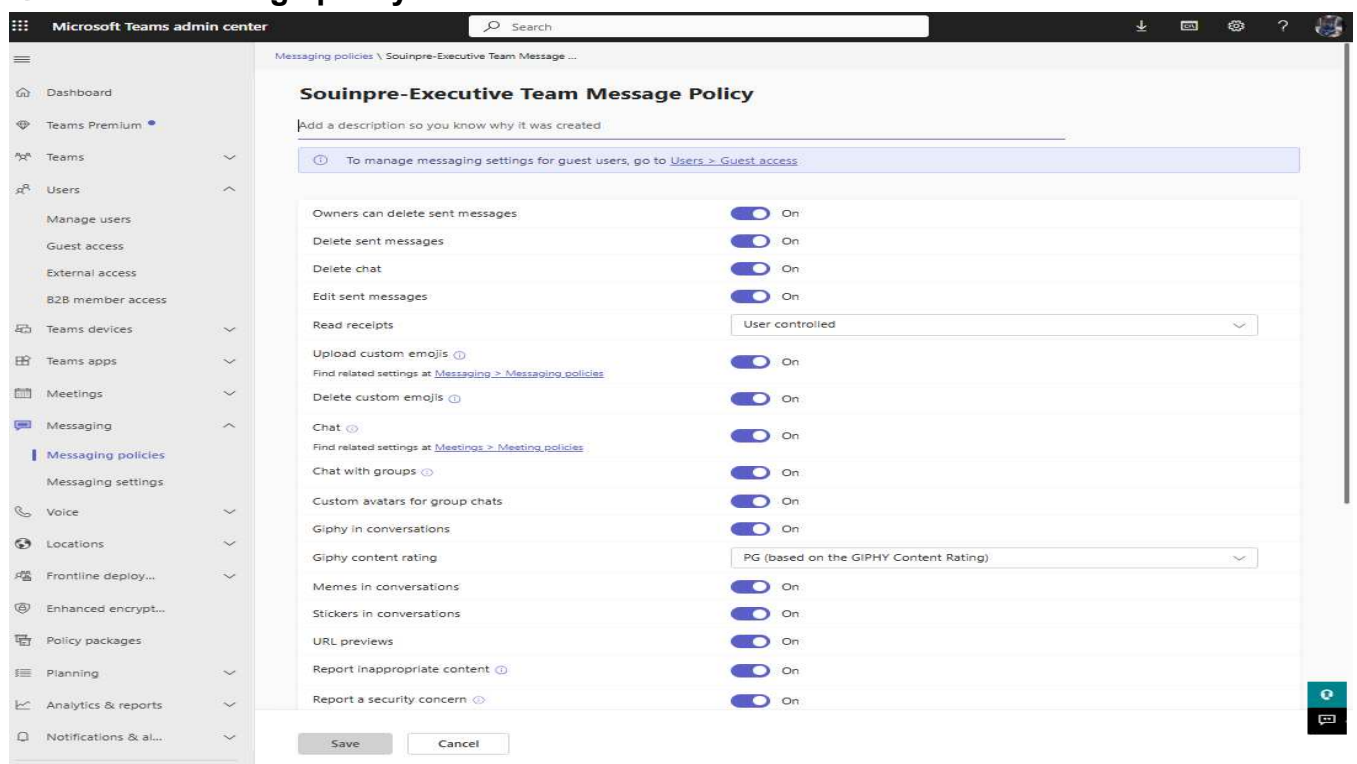 Microsoft Teams admin center
Search
Messaging policies \ Souinpre-Executive Team Message ...
Dashboard
Teams Premium
Teams
Users
Manage users
Guest access
External access
B2B member access
Teams devices
Teams apps
Meetings
Messaging
Messaging policies
Messaging settings
Voice
Locations
Frontline deploy...
Enhanced encrypt...
Policy packages
Planning
Analytics & reports
Notifications & al...
Souinpre-Executive Team Message Policy
Add a description so you know why it was created
To manage messaging settings for guest users, go to Users > Guest access
Owners can delete sent messages On
Delete sent messages On
Delete chat On
Edit sent messages On
Read receipts User controlled
Upload custom emojis On
Find related settings at Messaging > Messaging policies
Delete custom emojis On
Chat On
Find related settings at Meetings > Meeting policies
Chat with groups On
Custom avatars for group chats On
Giphy in conversations On
Giphy content rating PG (based on the GIPHY Content Rating)
Memes in conversations On
Stickers in conversations On
URL previews On
Report inappropriate content On
Report a security concern On
Save Cancel